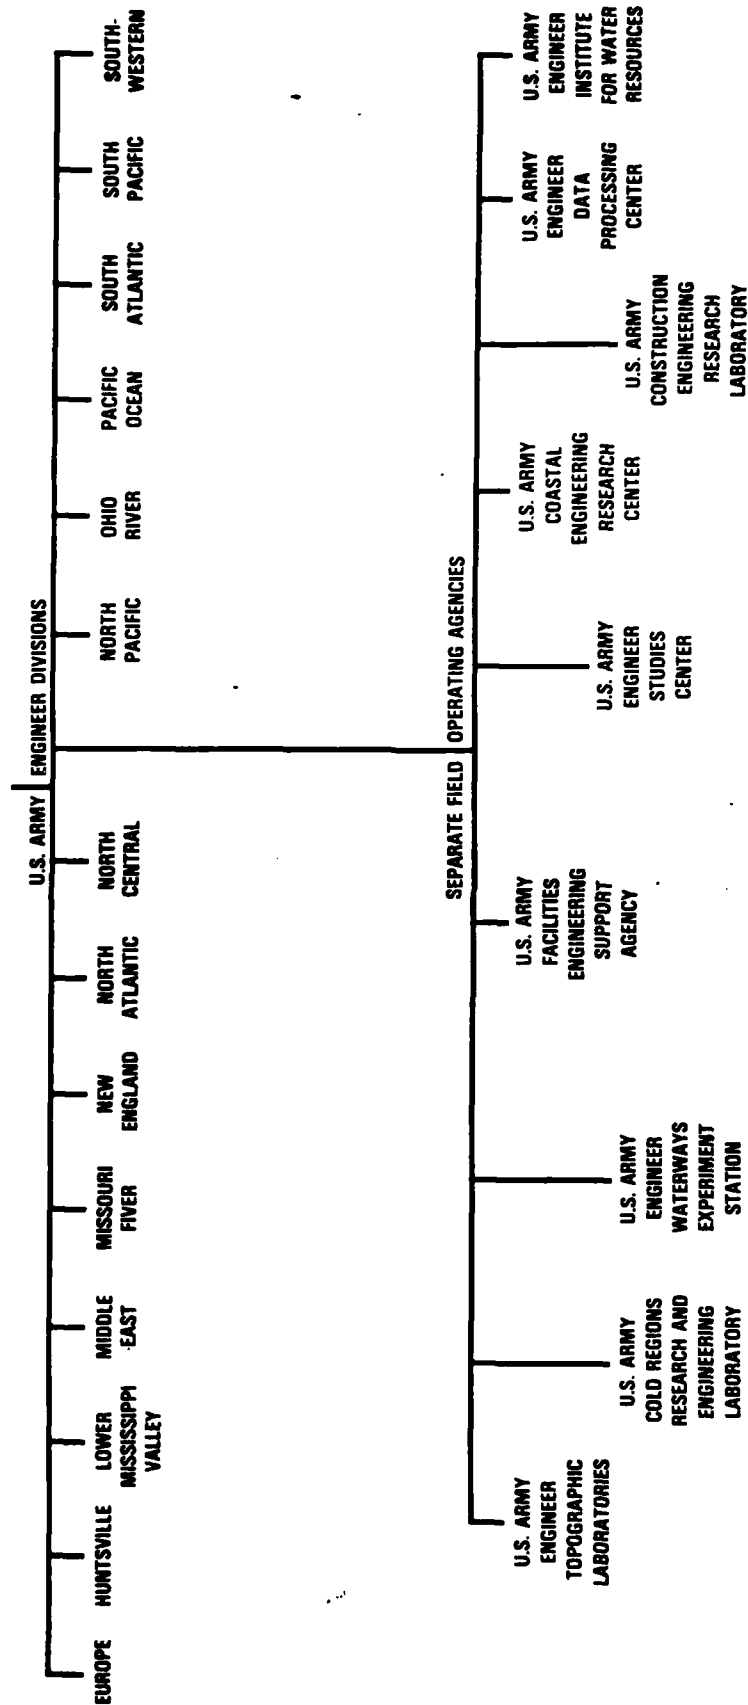 U.S. ARMY ENGINEER DIVISIONS
EUROPE
HUNTSVILLE
LOWER
MISSISSIPPI
VALLEY
MIDDLE
EAST
MISSOURI
FIVER
NEW
ENGLAND
NORTH
ATLANTIC
NORTH
CENTRAL
NORTH
PACIFIC
OHIO
RIVER
PACIFIC
OCEAN
SOUTH
ATLANTIC
SOUTH
PACIFIC
SOUTH-
WESTERN
SEPARATE FIELD OPERATING AGENCIES
U.S. ARMY
ENGINEER
TOPOGRAPHIC
LABORATORIES
U.S. ARMY
COLD REGIONS
RESEARCH AND
ENGINEERING
LABORATORY
U.S. ARMY
ENGINEER
WATERWAYS
EXPERIMENT
STATION
U.S. ARMY
FACILITIES
ENGINEERING
SUPPORT
AGENCY
U.S. ARMY
ENGINEER
STUDIES
CENTER
U.S. ARMY
COASTAL
ENGINEERING
RESEARCH
CENTER
U.S. ARMY
CONSTRUCTION
ENGINEERING
RESEARCH
LABORATORY
U.S. ARMY
ENGINEER
DATA
PROCESSING
CENTER
U.S. ARMY
ENGINEER
INSTITUTE
FOR WATER
RESOURCES